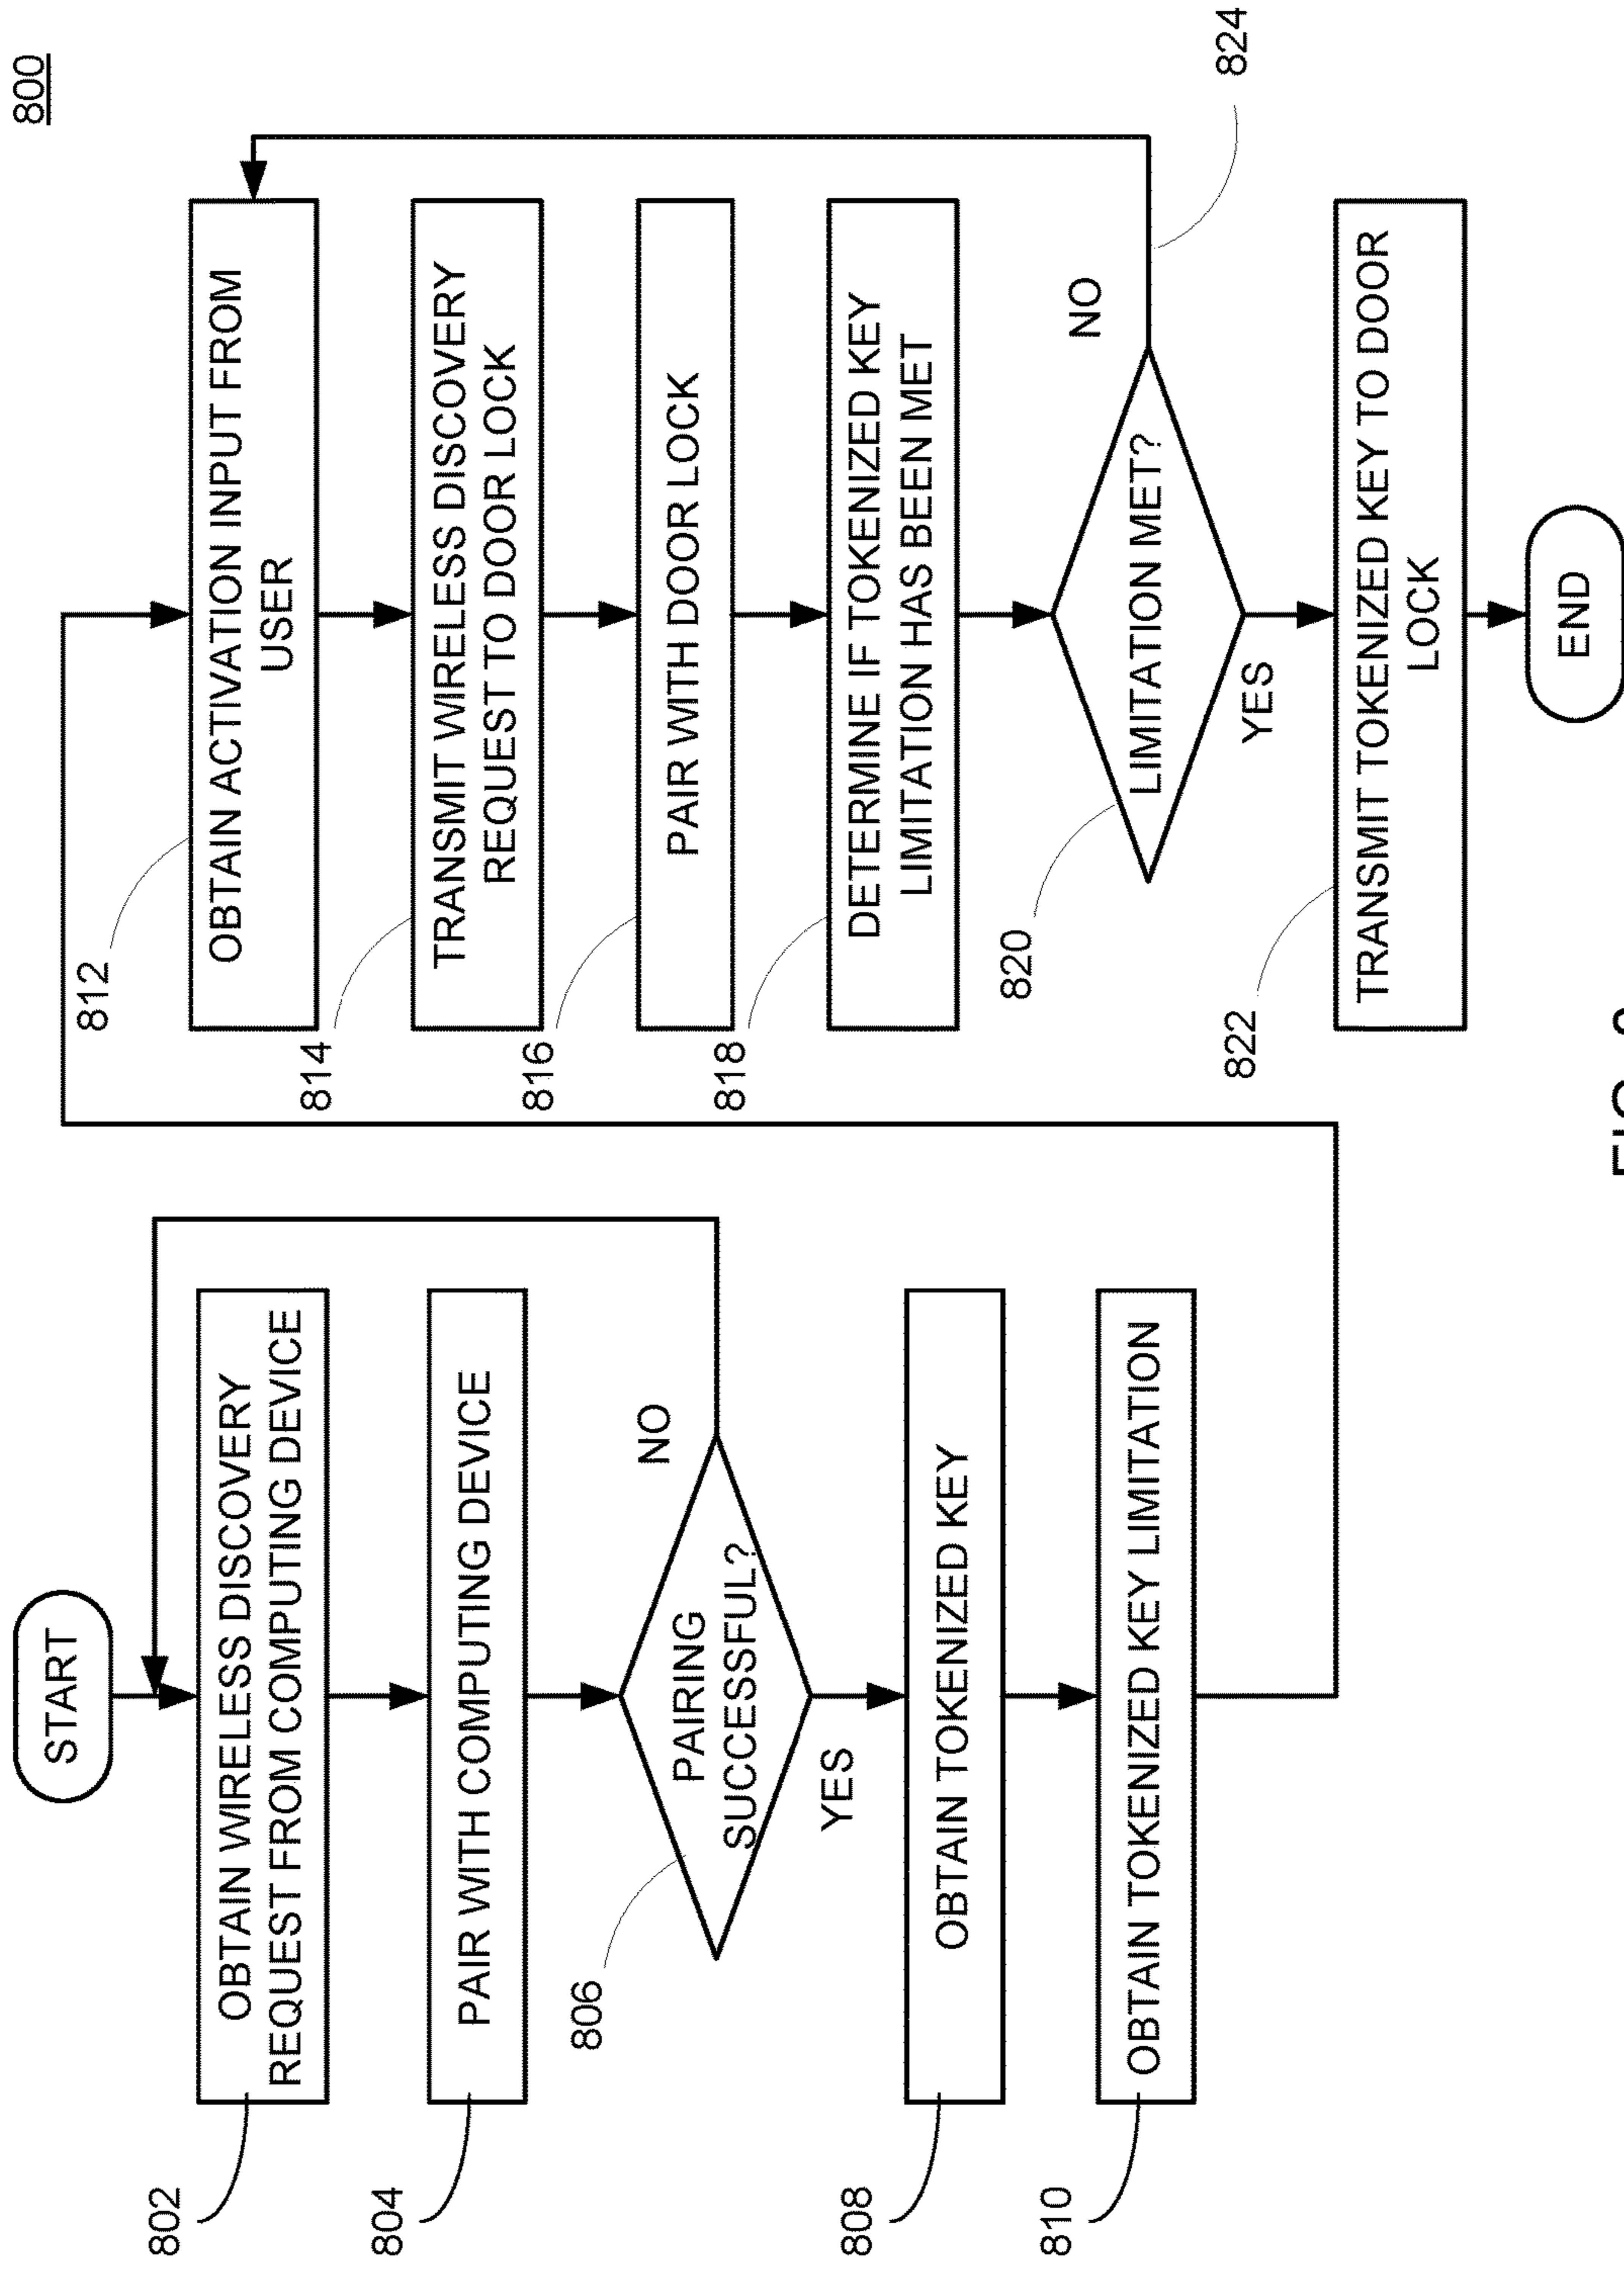 800
START
802
OBTAIN WIRELESS DISCOVERY
REQUEST FROM COMPUTING DEVICE
804
PAIR WITH COMPUTING DEVICE
806
PAIRING
SUCCESSFUL?
NO
YES
808
OBTAIN TOKENIZED KEY
810
OBTAIN TOKENIZED KEY LIMITATION
812
OBTAIN ACTIVATION INPUT FROM
USER
814
TRANSMIT WIRELESS DISCOVERY
REQUEST TO DOOR LOCK
816
PAIR WITH DOOR LOCK
818
DETERMINE IF TOKENIZED KEY
LIMITATION HAS BEEN MET
820
LIMITATION MET?
NO
824
YES
822
TRANSMIT TOKENIZED KEY TO DOOR
LOCK
END